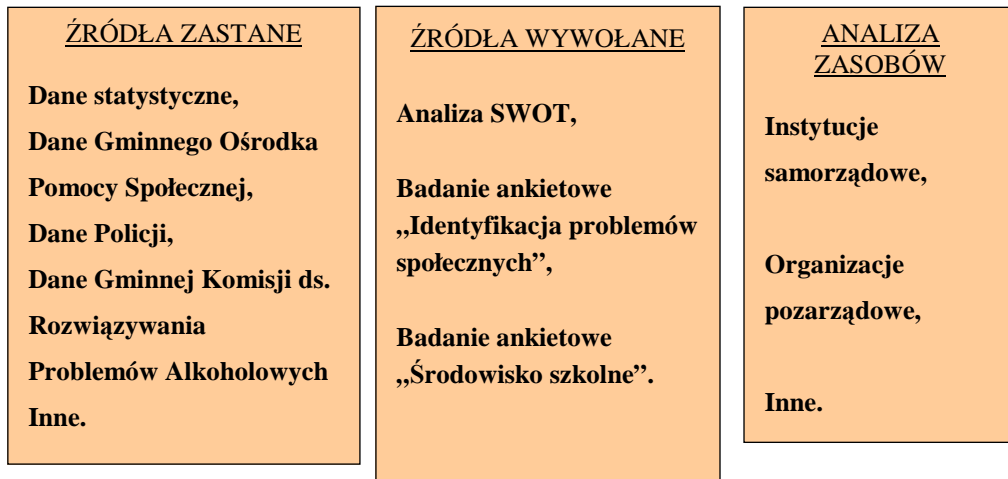 ŹRÓDŁA ZASTANE
Dane statystyczne,
Dane Gminnego Ośrodka
Pomocy Społecznej,
Dane Policji,
Dane Gminnej Komisji ds.
Rozwiązywania
Problemów Alkoholowych
Inne.
ŹRÓDŁA WYWOŁANE
Analiza SWOT,
Badanie ankietowe
„Identyfikacja problemów
społecznych”,
Badanie ankietowe
„Środowisko szkolne”.
ANALIZA
ZASOBÓW
Instytucje
samorządowe,
Organizacje
pozarządowe,
Inne.